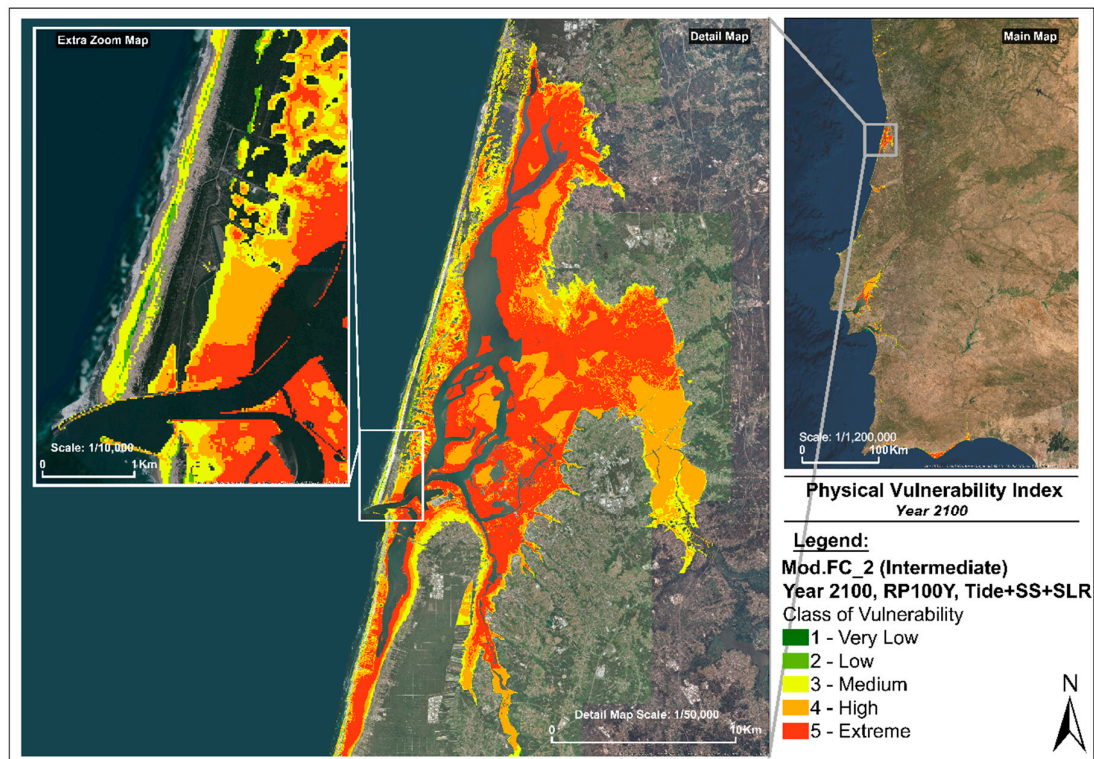 Extra Zoom Map
Scale: 1/10,000
0 1Km
Detail Map
Detail Map Scale: 1/50,000
0 10Km
Main Map
Scale: 1/1,200,000
0 100Km
Physical Vulnerability Index
Year 2100
Legend:
Mod.FC_2 (Intermediate)
Year 2100, RP100Y, Tide+SS+SLR
Class of Vulnerability
1 - Very Low
2 - Low
3 - Medium
4 - High
5 - Extreme
N